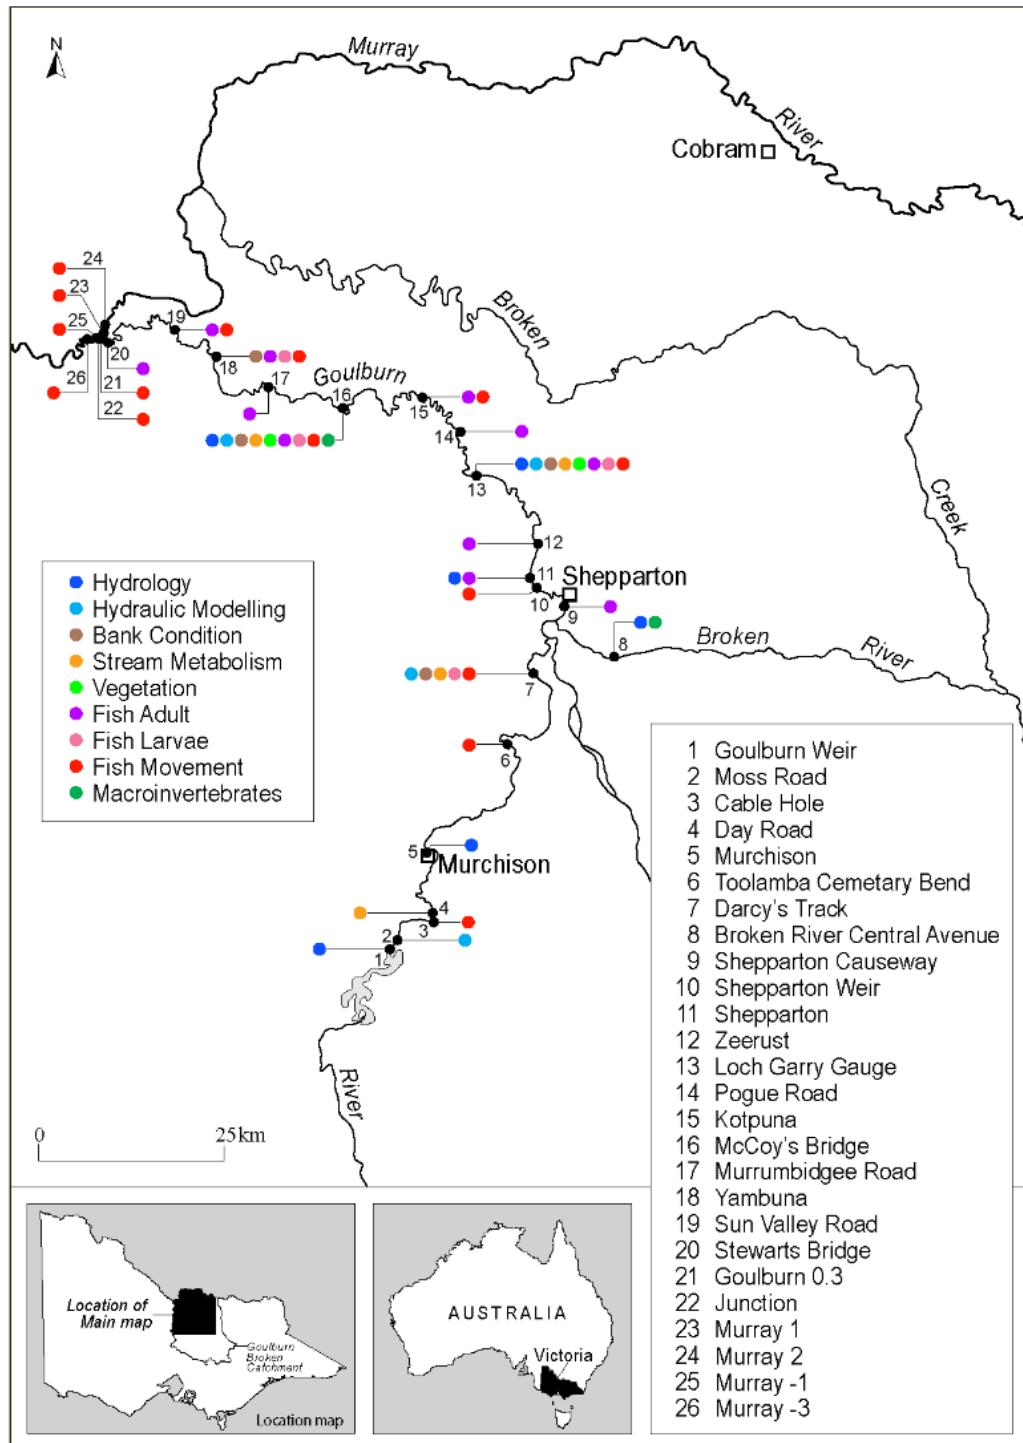 N
Murray
River
Cobram
24
23
25
20
26
21
22
19
18
17
Goulburn
16
15
14
13
Broken
Creek
12
11
Shepparton
10
9
8
Broken
River
7
6
5
Murchison
4
3
2
1
River
Hydrology
Hydraulic Modelling
Bank Condition
Stream Metabolism
Vegetation
Fish Adult
Fish Larvae
Fish Movement
Macroinvertebrates
1 Goulburn Weir
2 Moss Road
3 Cable Hole
4 Day Road
5 Murchison
6 Toolamba Cemetary Bend
7 Darcy's Track
8 Broken River Central Avenue
9 Shepparton Causeway
10 Shepparton Weir
11 Shepparton
12 Zeerust
13 Loch Garry Gauge
14 Pogue Road
15 Kotpuna
16 McCoy's Bridge
17 Murrumbidgee Road
18 Yambuna
19 Sun Valley Road
20 Stewarts Bridge
21 Goulburn 0.3
22 Junction
23 Murray 1
24 Murray 2
25 Murray -1
26 Murray -3
0 25km
Location of
Main map
Goulburn
Broken
Catchment
Location map
AUSTRALIA
Victoria